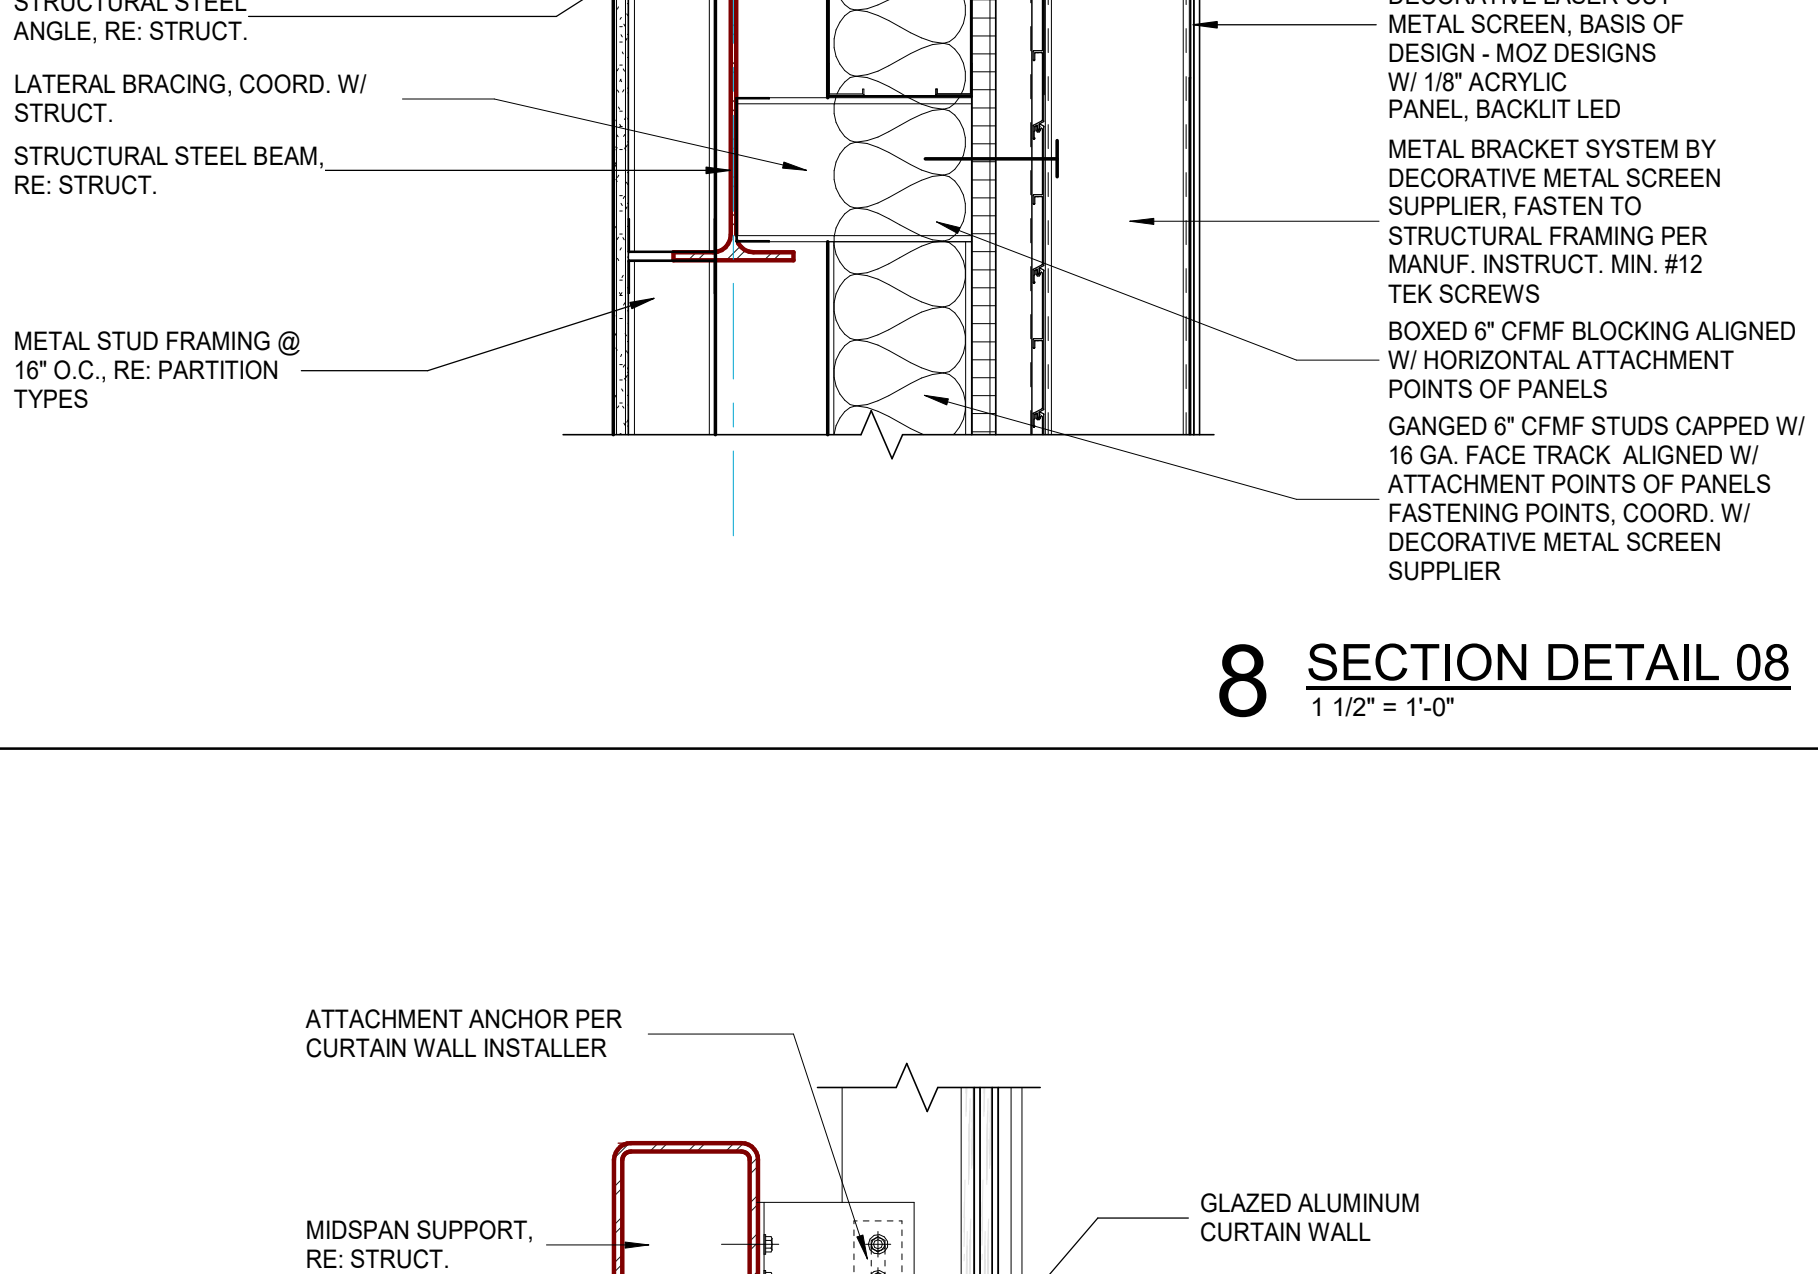 STRUCTURAL STEEL
ANGLE, RE: STRUCT.
LATERAL BRACING, COORD. W/
STRUCT.
STRUCTURAL STEEL BEAM,
RE: STRUCT.
METAL STUD FRAMING @
16" O.C., RE: PARTITION
TYPES
DECORATIVE LASER CUT
METAL SCREEN, BASIS OF
DESIGN - MOZ DESIGNS
W/ 1/8" ACRYLIC
PANEL, BACKLIT LED
METAL BRACKET SYSTEM BY
DECORATIVE METAL SCREEN
SUPPLIER, FASTEN TO
STRUCTURAL FRAMING PER
MANUF. INSTRUCT. MIN. #12
TEK SCREWS
BOXED 6" CFMF BLOCKING ALIGNED
W/ HORIZONTAL ATTACHMENT
POINTS OF PANELS
GANGED 6" CFMF STUDS CAPPED W/
16 GA. FACE TRACK ALIGNED W/
ATTACHMENT POINTS OF PANELS
FASTENING POINTS, COORD. W/
DECORATIVE METAL SCREEN
SUPPLIER
8 SECTION DETAIL 08
1 1/2" = 1'-0"
ATTACHMENT ANCHOR PER
CURTAIN WALL INSTALLER
MIDSPAN SUPPORT,
RE: STRUCT.
GLAZED ALUMINUM
CURTAIN WALL